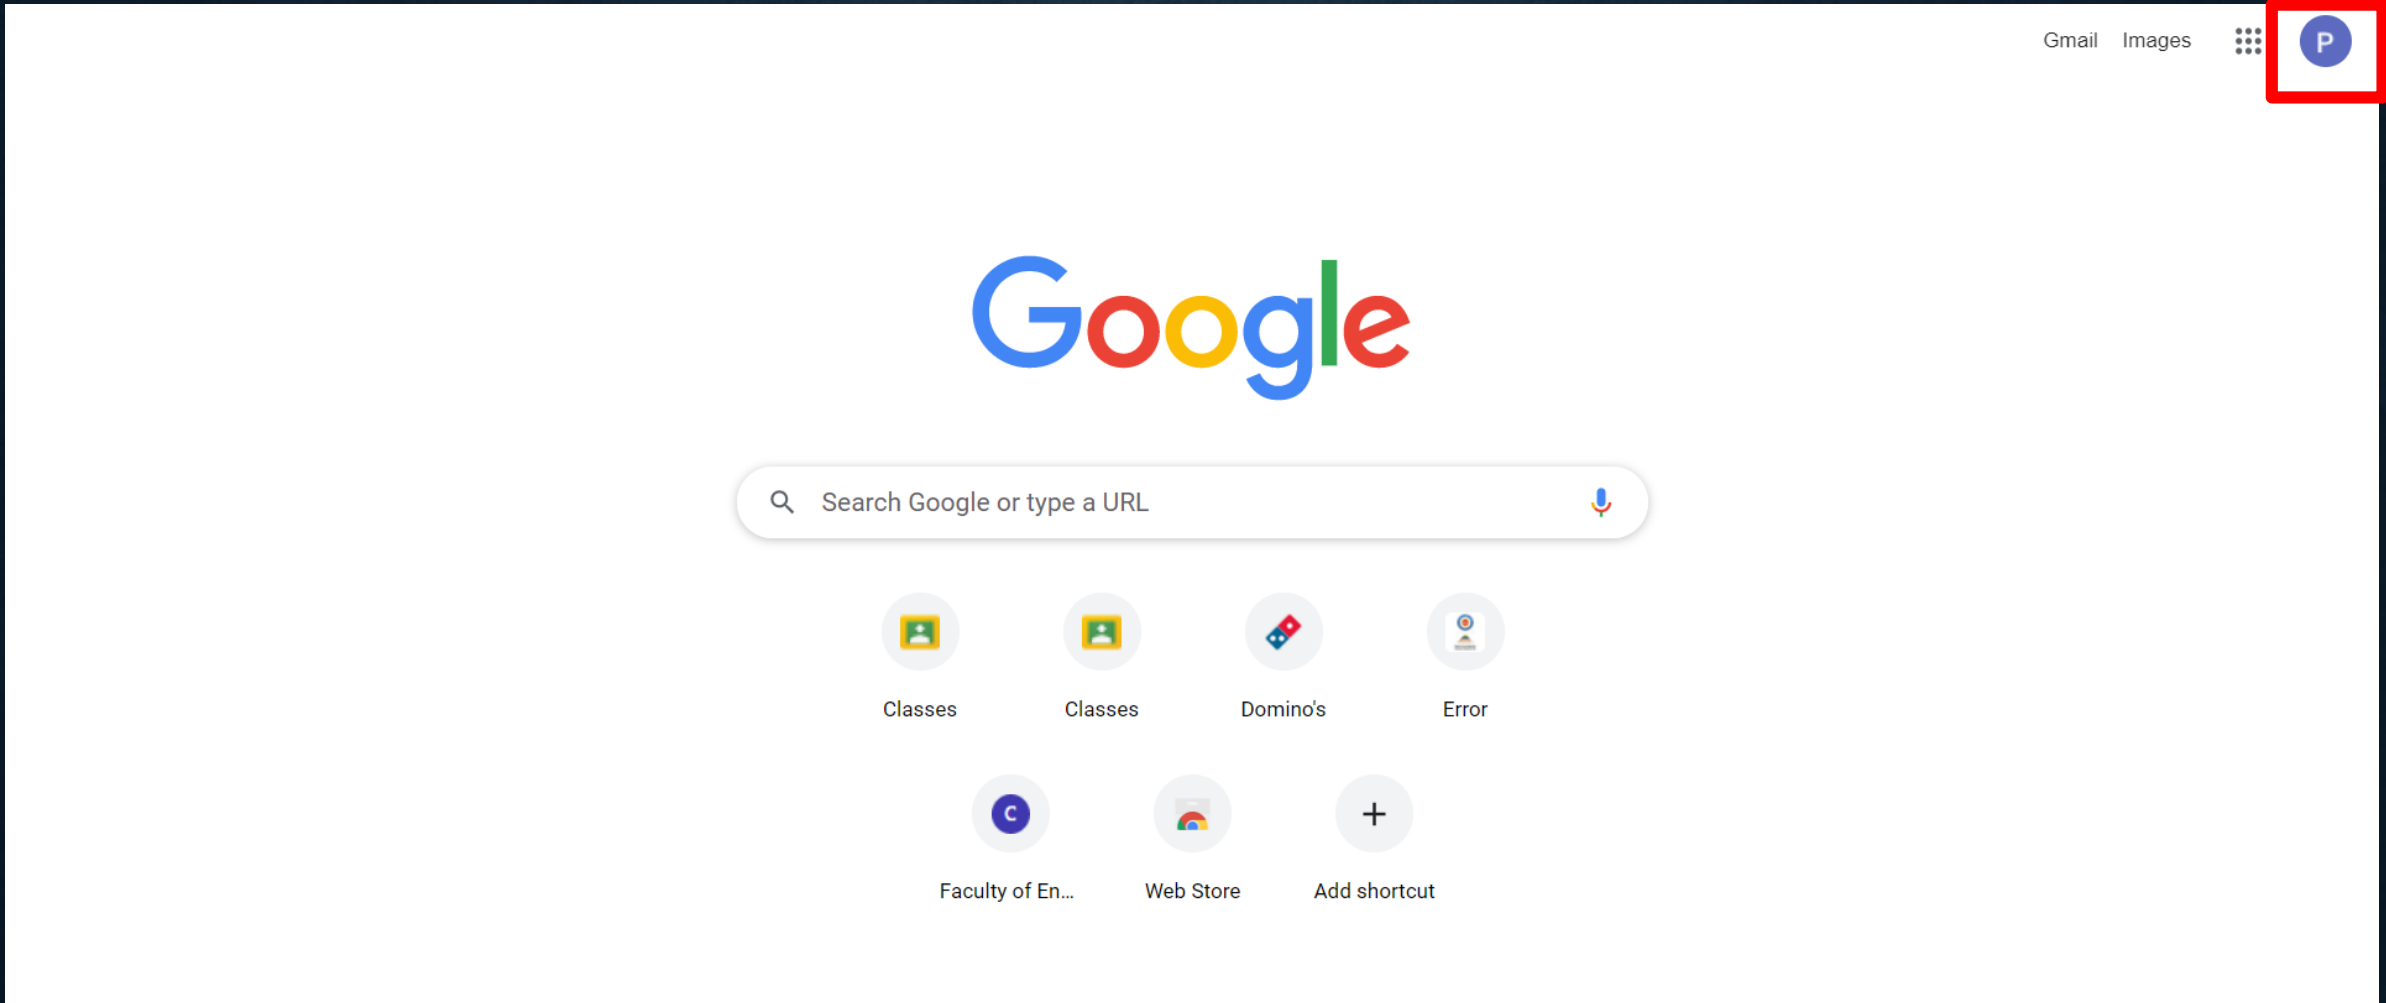 Gmail Images
P
Google
Search Google or type a URL
Classes Classes Domino's Error
C
Faculty of En... Web Store Add shortcut